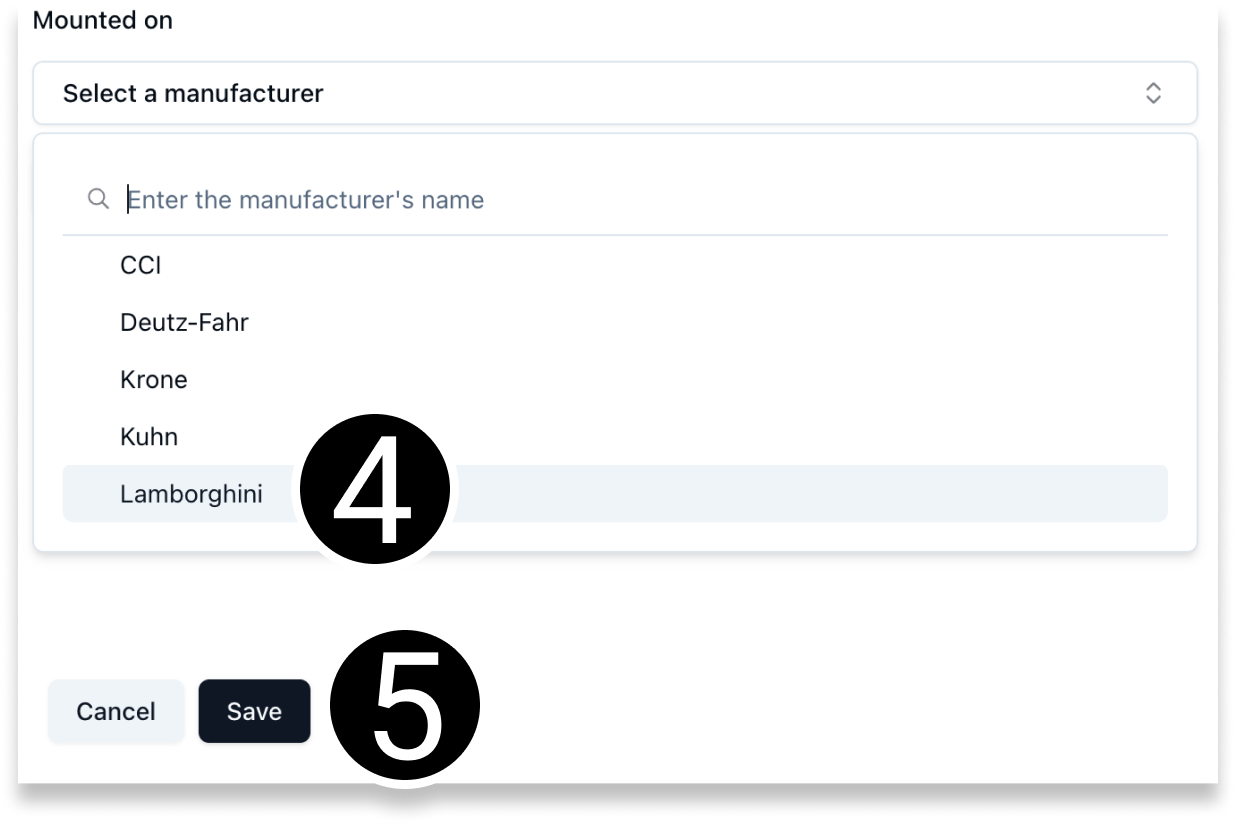 Mounted on
Select a manufacturer
Enter the manufacturer's name
CCI
Deutz-Fahr
Krone
Kuhn
Lamborghini 4
Cancel Save 5